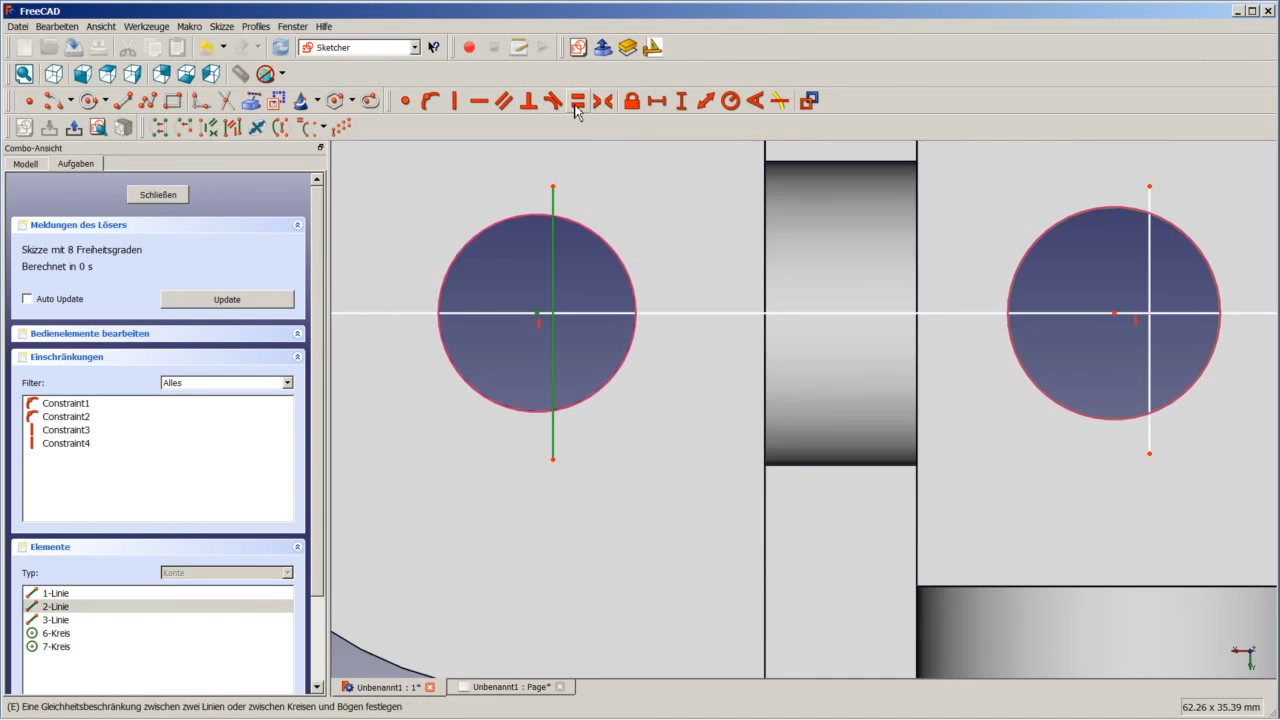 FreeCAD
Datei Bearbeiten Ansicht Werkzeuge Makro Skizze Profiles Fenster Hilfe
Sketcher
Combo-Ansicht
Modell Aufgaben
Schließen
Meldungen des Lösers
Skizze mit 8 Freiheitsgraden
Berechnet in 0 s
Auto Update Update
Bedienelemente bearbeiten
Einschränkungen
Filter: Alles
Constraint1
Constraint2
Constraint3
Constraint4
Elemente
Typ: Kante
1-Linie
2-Linie
3-Linie
6-Kreis
7-Kreis
Unbenannt1 : 1* Unbenannt1 : Page*
(E) Eine Gleichheitsbeschränkung zwischen zwei Linien oder zwischen Kreisen und Bögen festlegen 62.26 x 35.39 mm